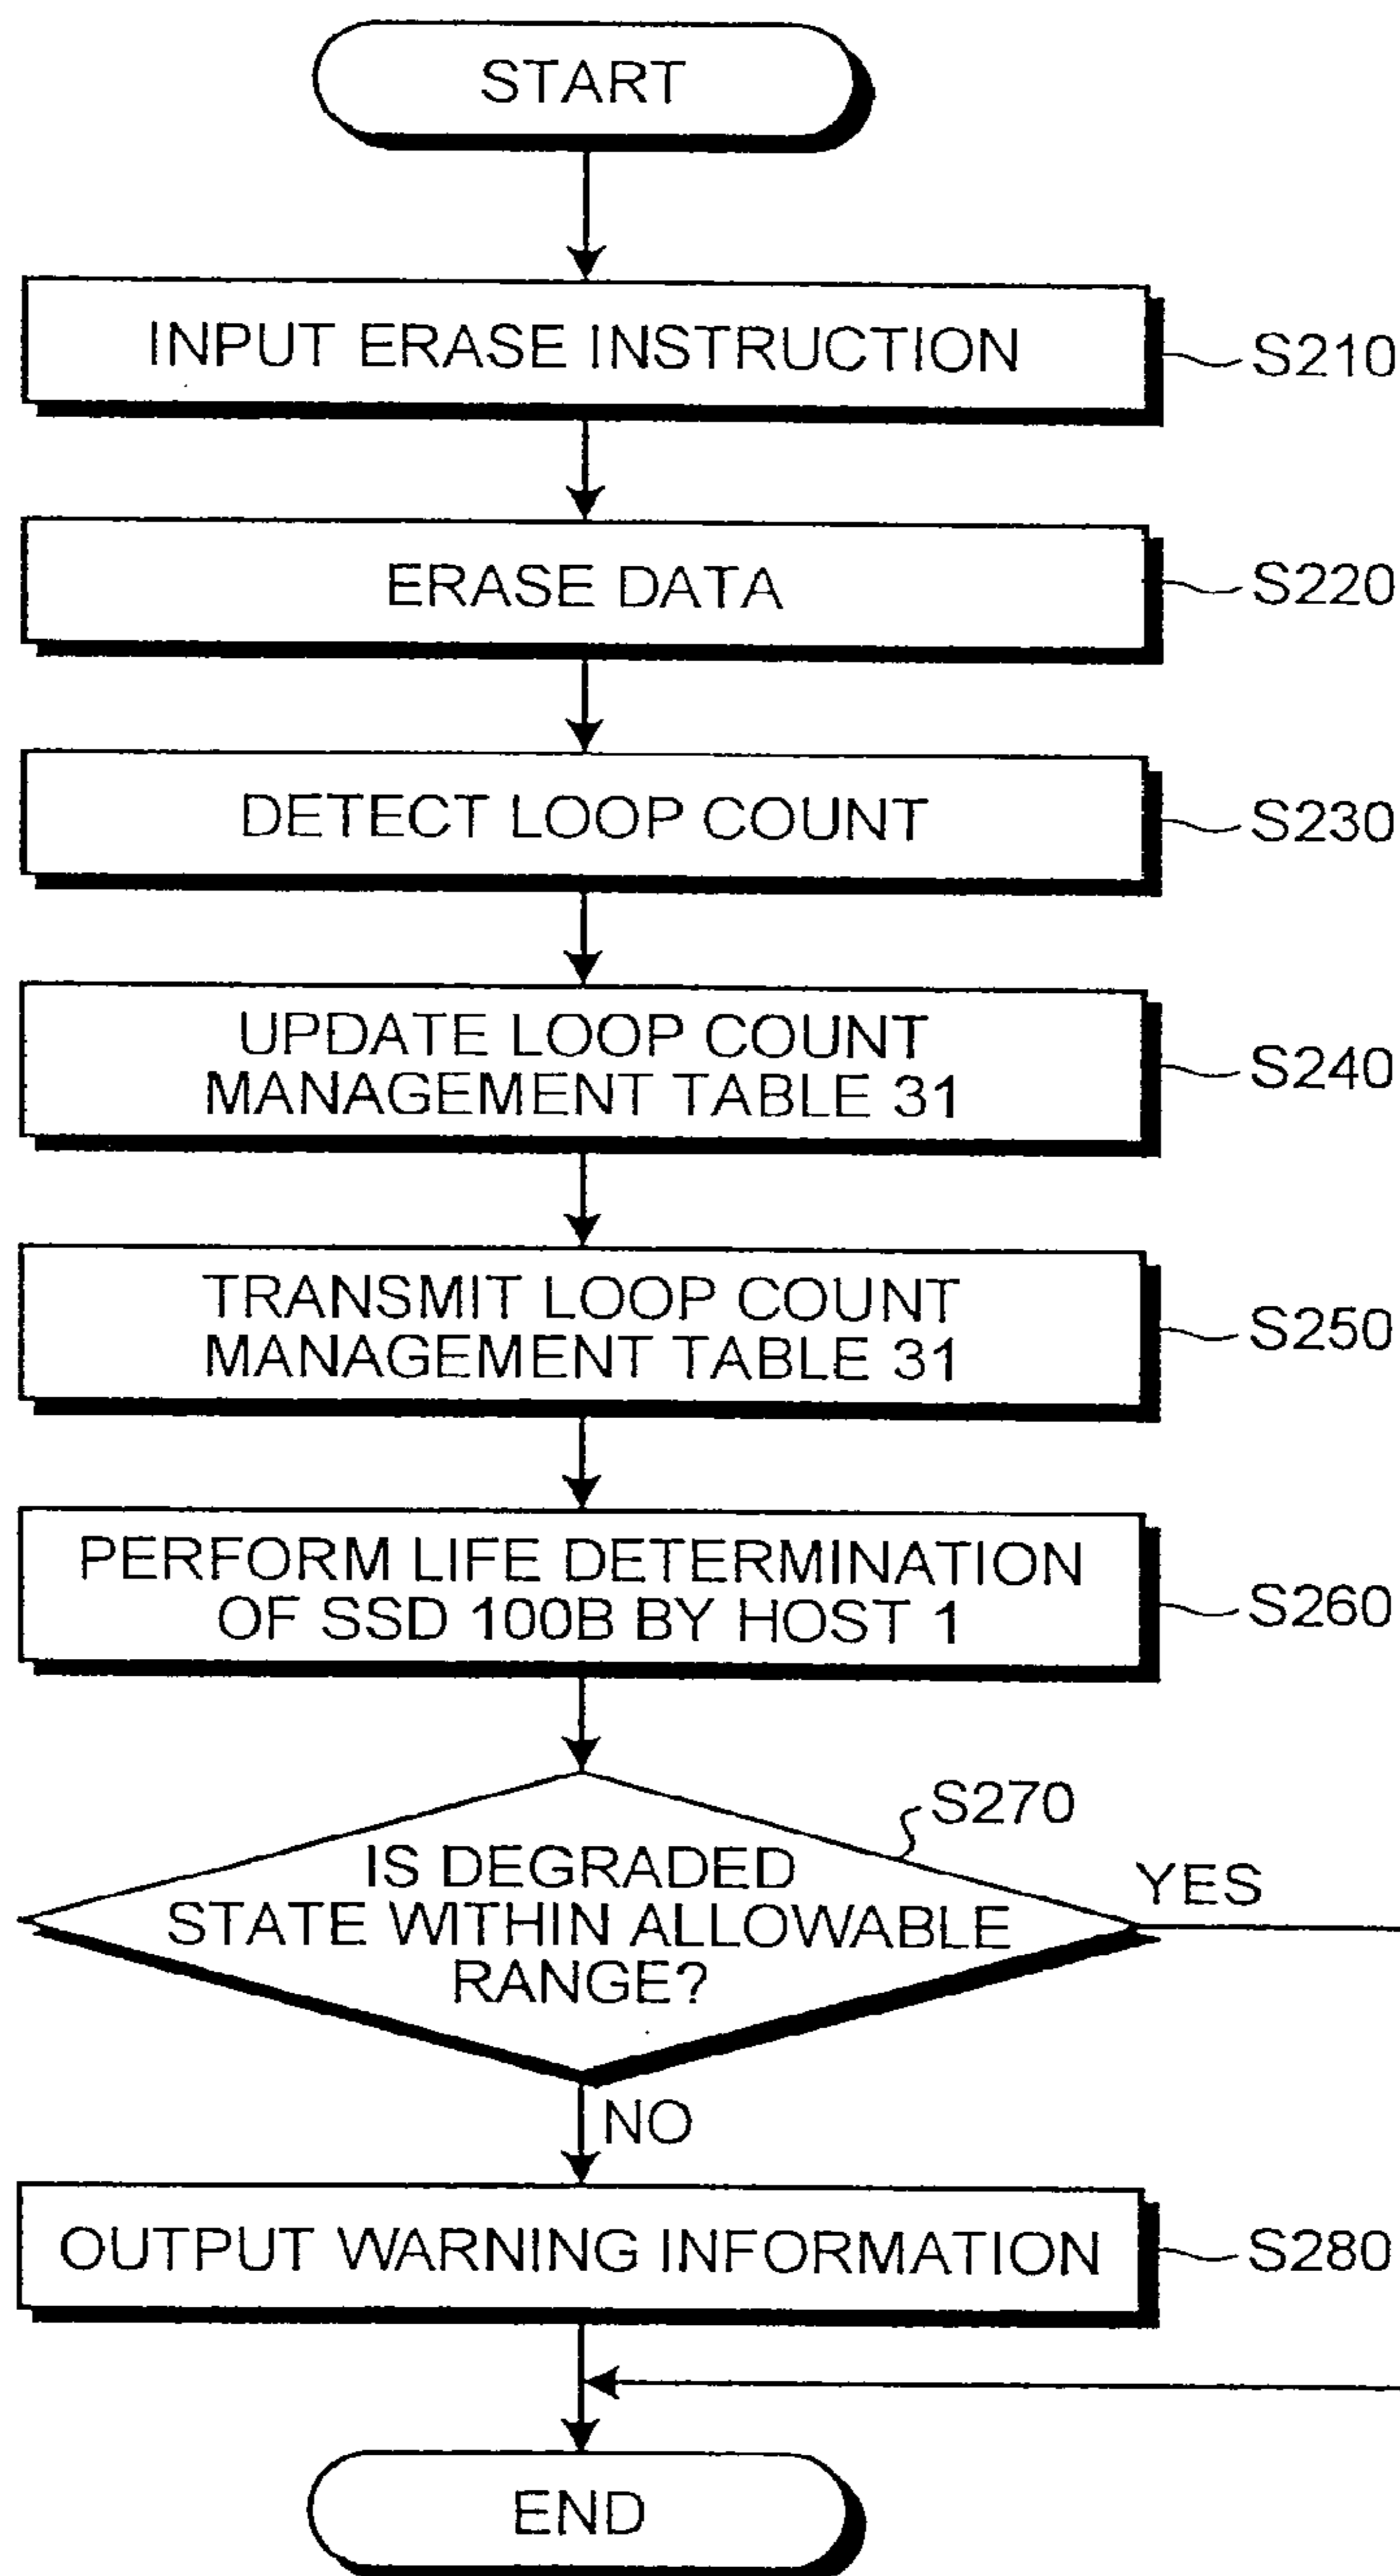 START
INPUT ERASE INSTRUCTION
S210
ERASE DATA
S220
DETECT LOOP COUNT
S230
UPDATE LOOP COUNT
MANAGEMENT TABLE 31
S240
TRANSMIT LOOP COUNT
MANAGEMENT TABLE 31
S250
PERFORM LIFE DETERMINATION
OF SSD 100B BY HOST 1
S260
S270
IS DEGRADED
STATE WITHIN ALLOWABLE
RANGE?
YES
NO
OUTPUT WARNING INFORMATION
S280
END